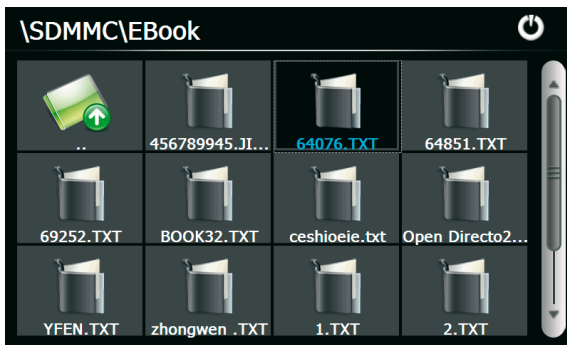 \SDMMC\EBook
..
456789945.JI...
64076.TXT
64851.TXT
69252.TXT
BOOK32.TXT
ceshioeie.txt
Open Directo2...
YFEN.TXT
zhongwen .TXT
1.TXT
2.TXT